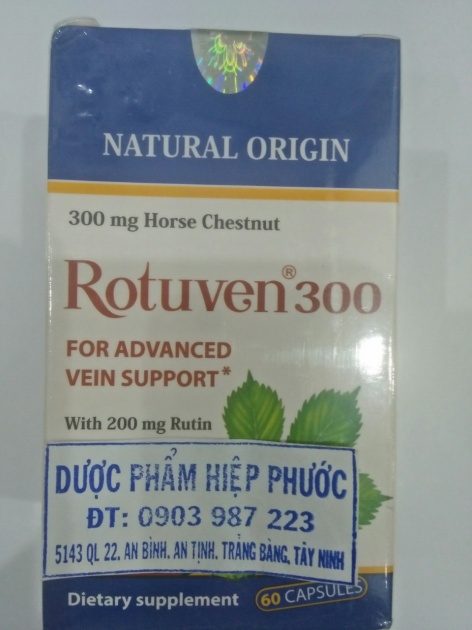 NATURAL ORIGIN
300 mg Horse Chestnut
Rotuven® 300
FOR ADVANCED
VEIN SUPPORT*
With 200 mg Rutin
DƯỢC PHẨM HIỆP PHƯỚC
ĐT: 0903 987 223
5143 QL 22. AN BÌNH. AN TỊNH. TRẢNG BÀNG, TÂY NINH
Dietary supplement
60 CAPSULES